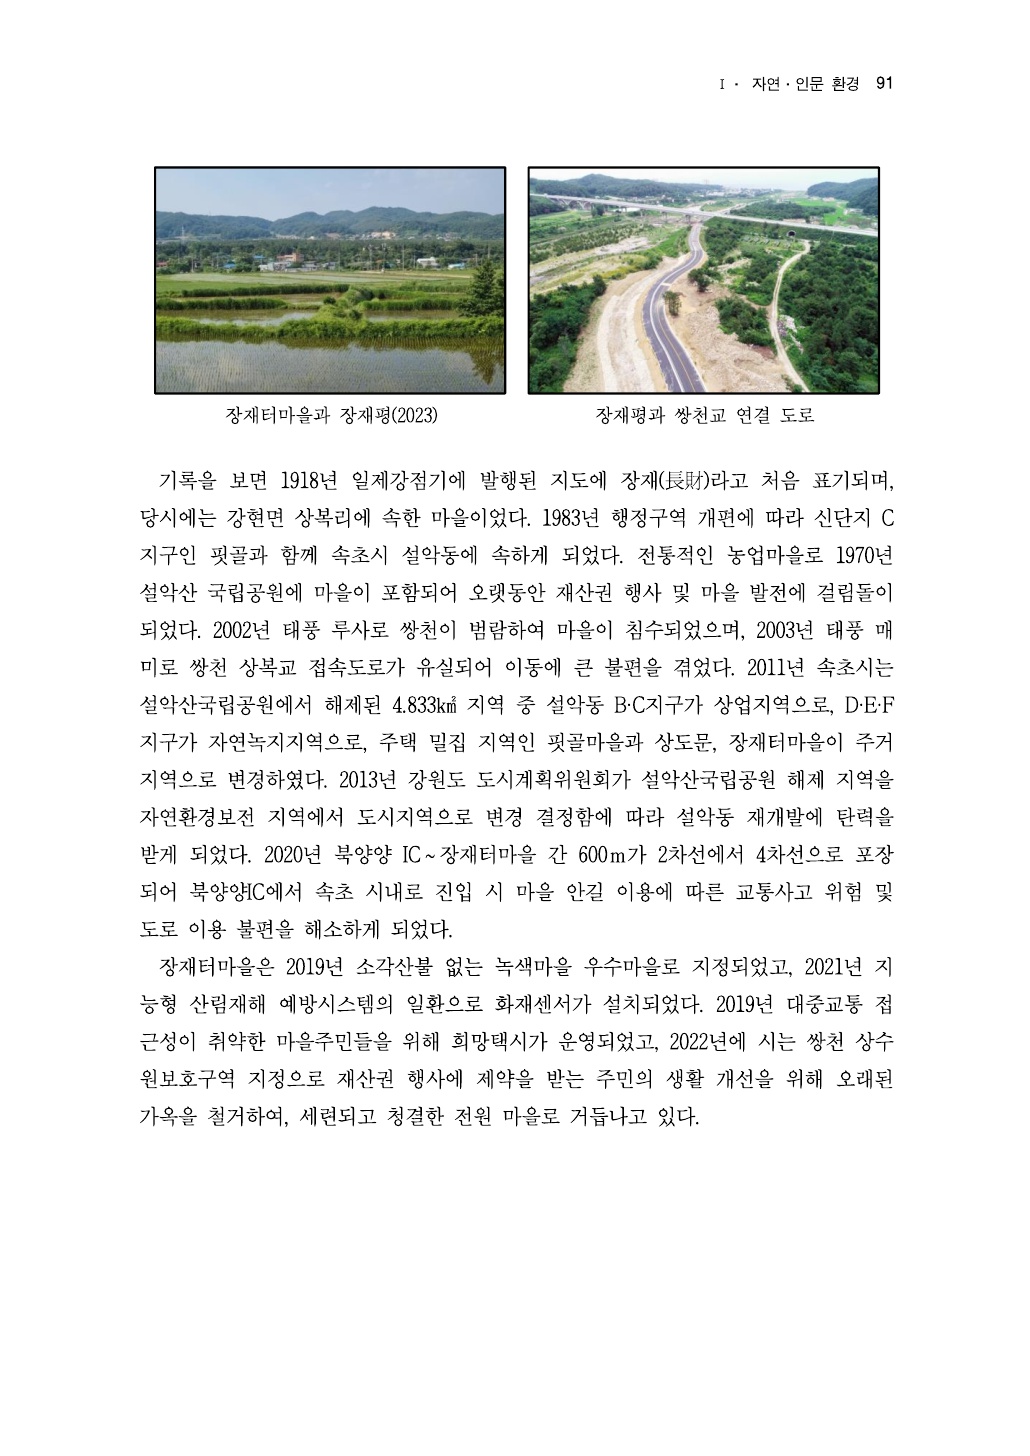 Ⅰ · 자연 · 인문 환경 91
장재터마을과 장재평(2023)
장재평과 쌍천교 연결 도로
기록을 보면 1918년 일제강점기에 발행된 지도에 장재(長財)라고 처음 표기되며,
당시에는 강현면 상복리에 속한 마을이었다. 1983년 행정구역 개편에 따라 신단지 C
지구인 핏골과 함께 속초시 설악동에 속하게 되었다. 전통적인 농업마을로 1970년
설악산 국립공원에 마을이 포함되어 오랫동안 재산권 행사 및 마을 발전에 걸림돌이
되었다. 2002년 태풍 루사로 쌍천이 범람하여 마을이 침수되었으며, 2003년 태풍 매
미로 쌍천 상복교 접속도로가 유실되어 이동에 큰 불편을 겪었다. 2011년 속초시는
설악산국립공원에서 해제된 4.833㎢ 지역 중 설악동 B·C지구가 상업지역으로, D·E·F
지구가 자연녹지지역으로, 주택 밀집 지역인 핏골마을과 상도문, 장재터마을이 주거
지역으로 변경하였다. 2013년 강원도 도시계획위원회가 설악산국립공원 해제 지역을
자연환경보전 지역에서 도시지역으로 변경 결정함에 따라 설악동 재개발에 탄력을
받게 되었다. 2020년 북양양 IC～장재터마을 간 600m가 2차선에서 4차선으로 포장
되어 북양양IC에서 속초 시내로 진입 시 마을 안길 이용에 따른 교통사고 위험 및
도로 이용 불편을 해소하게 되었다.
장재터마을은 2019년 소각산불 없는 녹색마을 우수마을로 지정되었고, 2021년 지
능형 산림재해 예방시스템의 일환으로 화재센서가 설치되었다. 2019년 대중교통 접
근성이 취약한 마을주민들을 위해 희망택시가 운영되었고, 2022년에 시는 쌍천 상수
원보호구역 지정으로 재산권 행사에 제약을 받는 주민의 생활 개선을 위해 오래된
가옥을 철거하여, 세련되고 청결한 전원 마을로 거듭나고 있다.